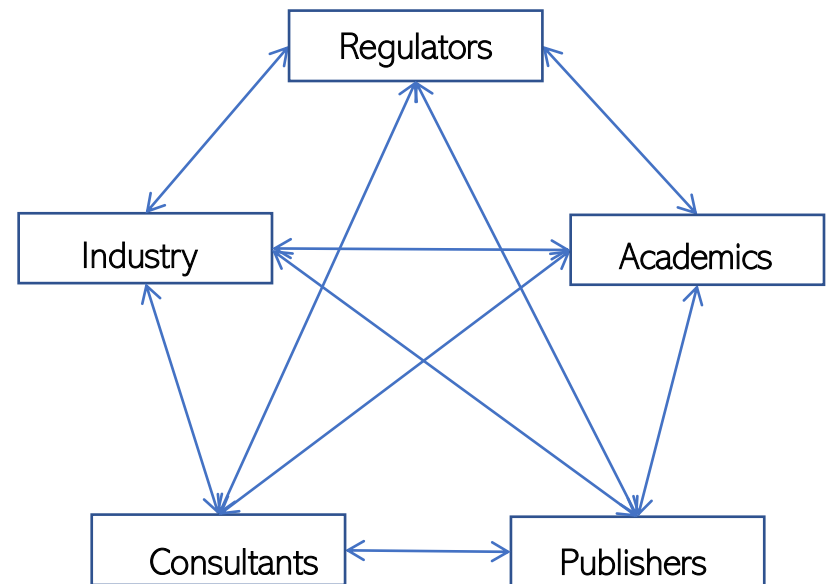 Regulators
Industry
Academics
Consultants
Publishers